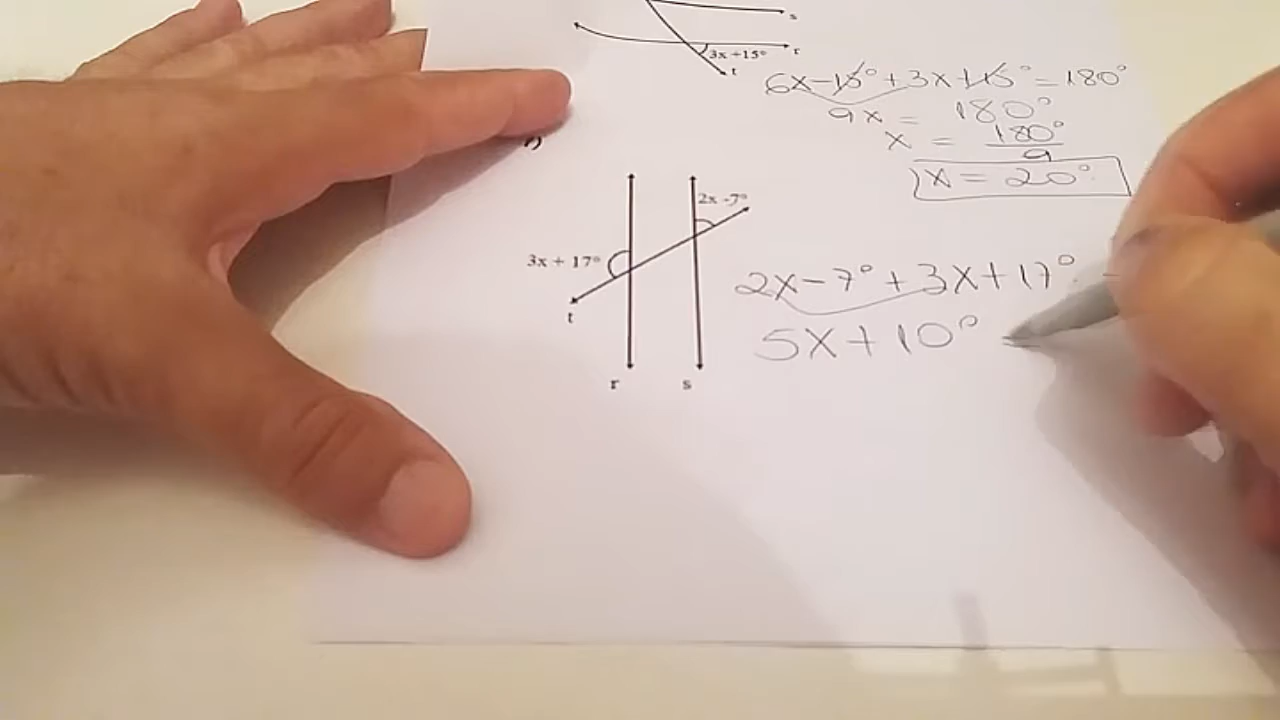 s
r
3x +15°
t
6x-15° + 3x + 15° = 180°
9x = 180°
x = 180°
9
x = 20°
2x -7°
3x + 17°
t
r s
2x-7° + 3x + 17°
5x + 10°